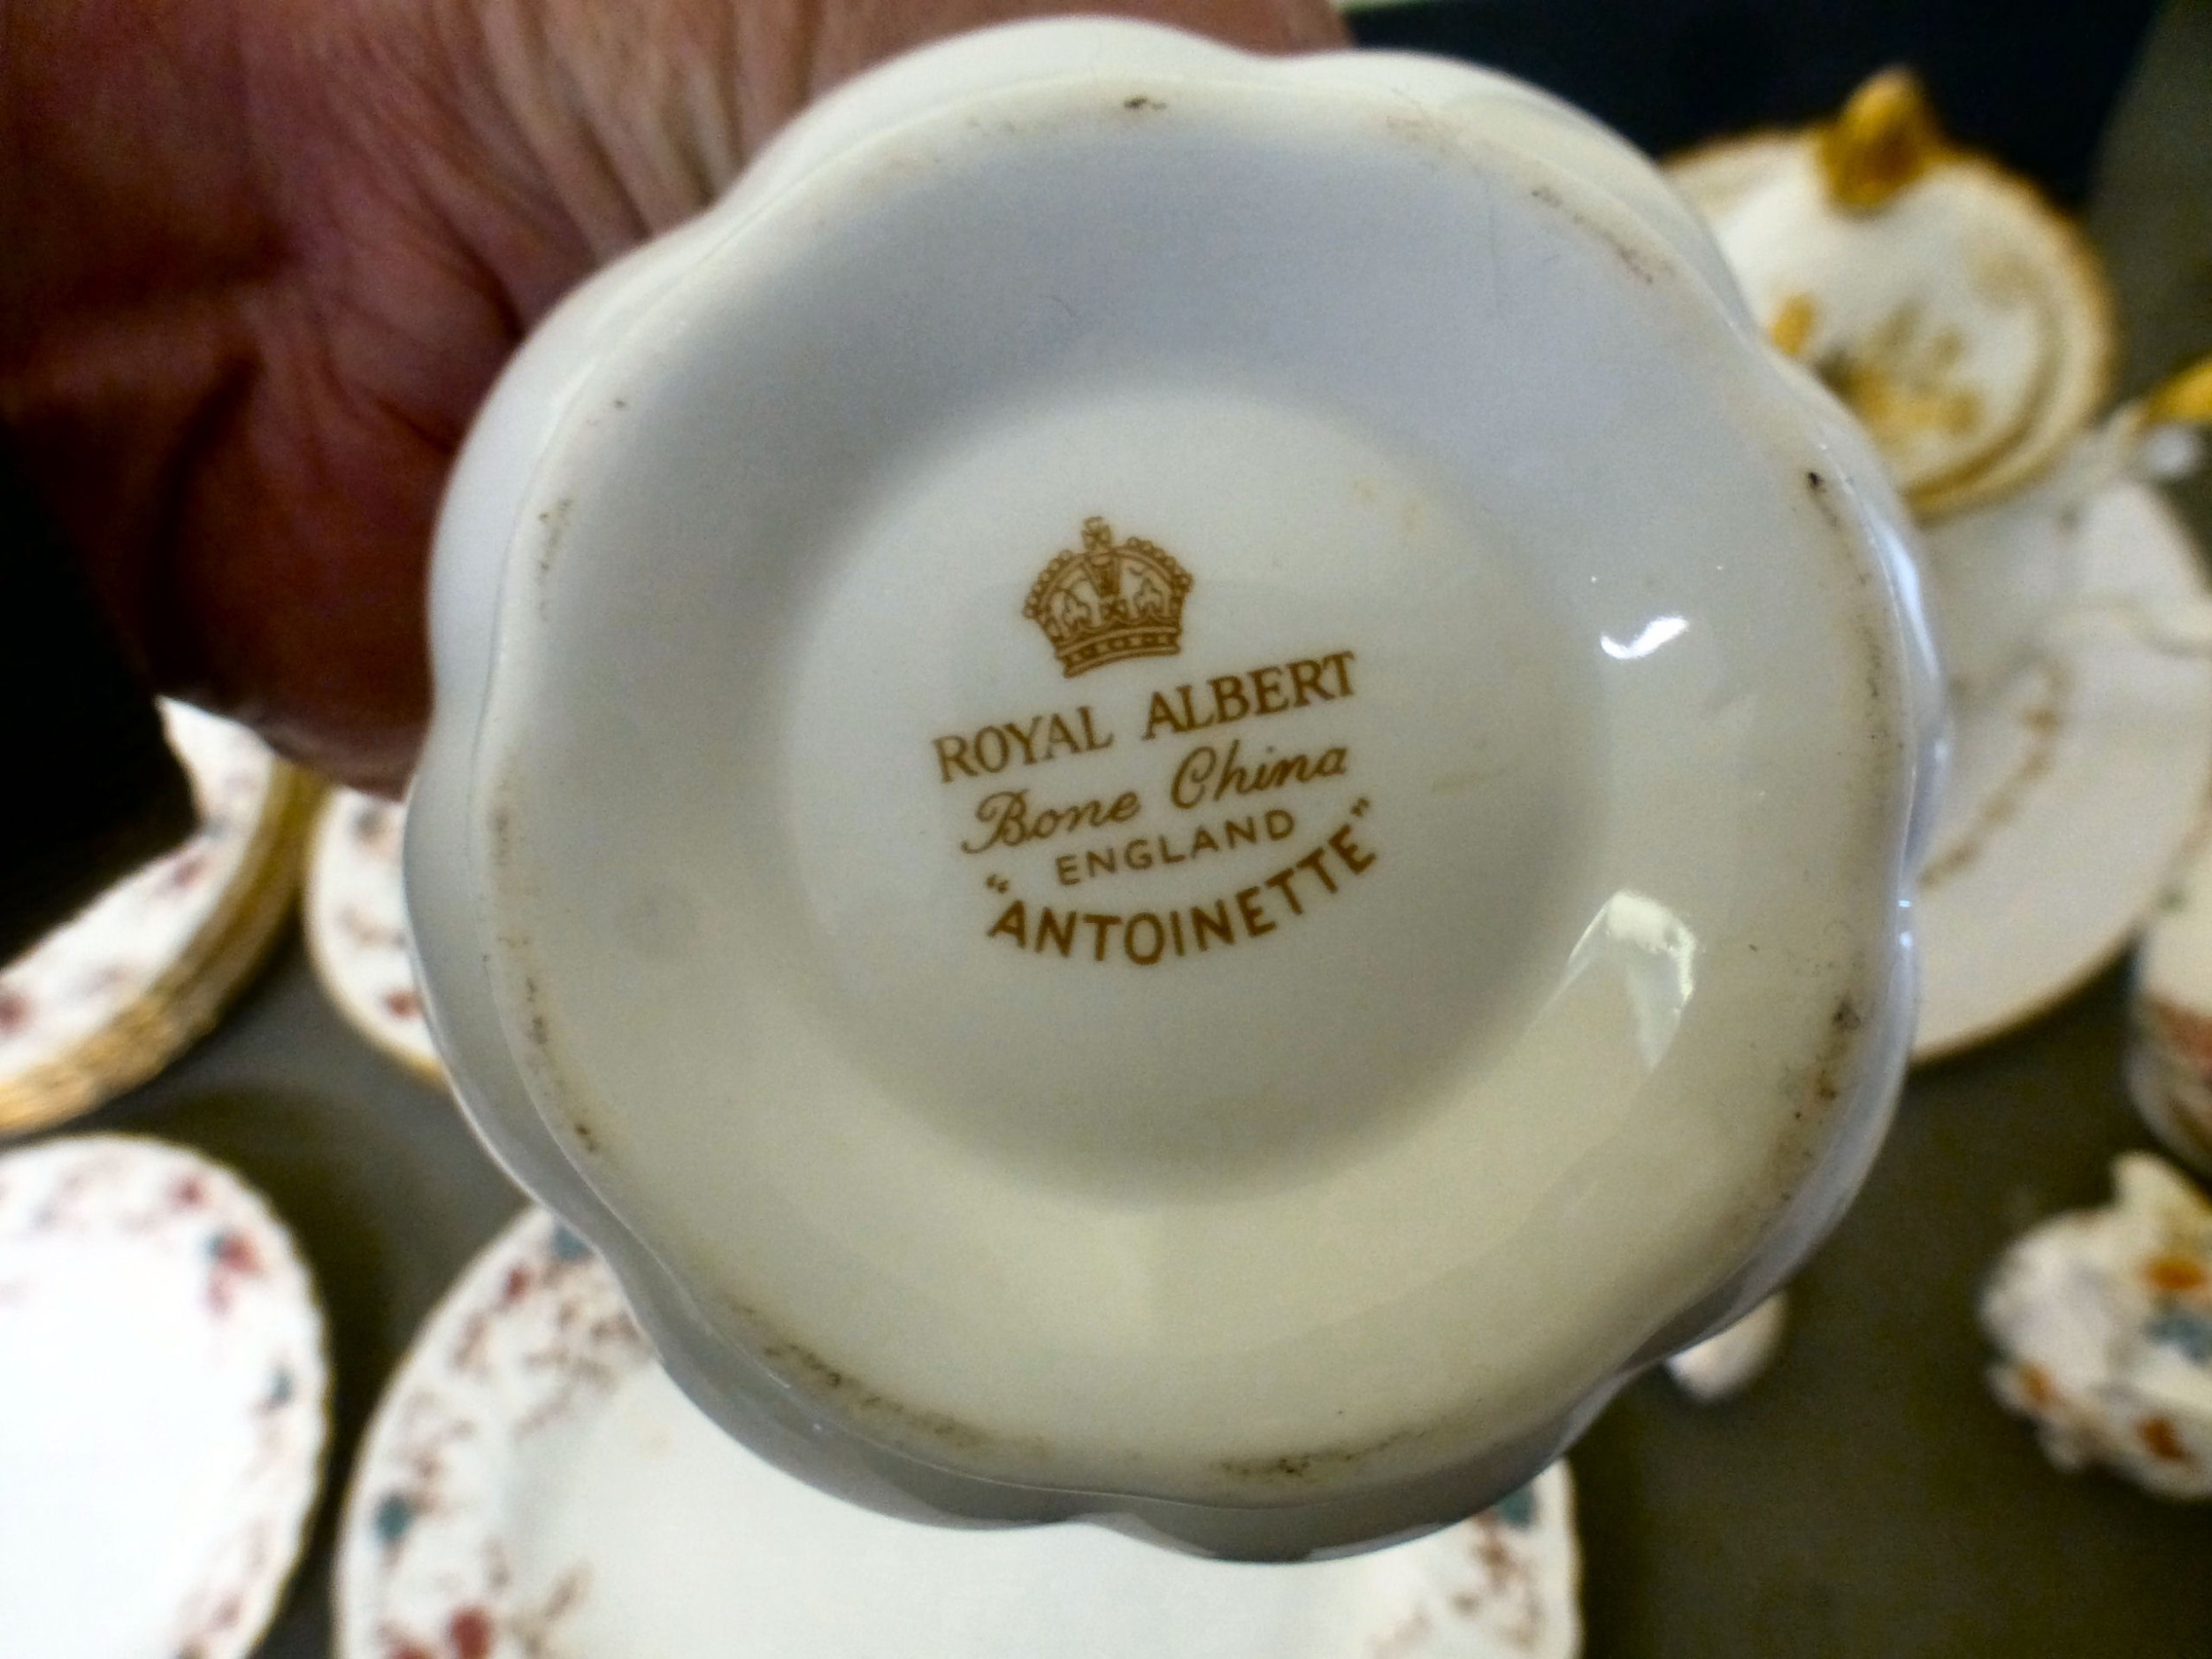 ROYAL ALBERT
Bone China
ENGLAND
"ANTOINETTE"